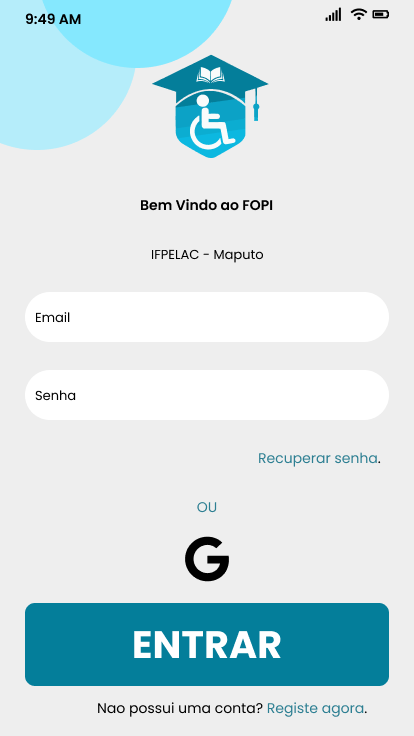 9:49 AM
Bem Vindo ao FOPI
IFPELAC - Maputo
Email
Senha
Recuperar senha.
OU
G
ENTRAR
Nao possui uma conta? Registe agora.